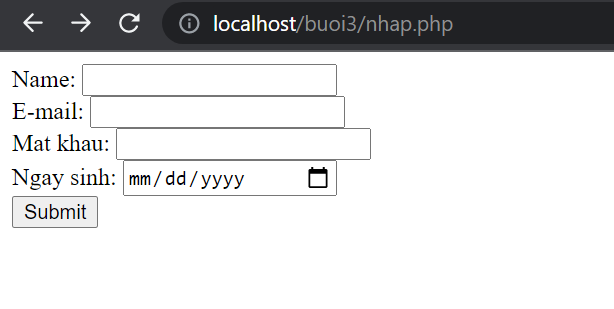 localhost/buoi3/nhap.php
Name:
E-mail:
Mat khau:
Ngay sinh: mm/dd/yyyy
Submit